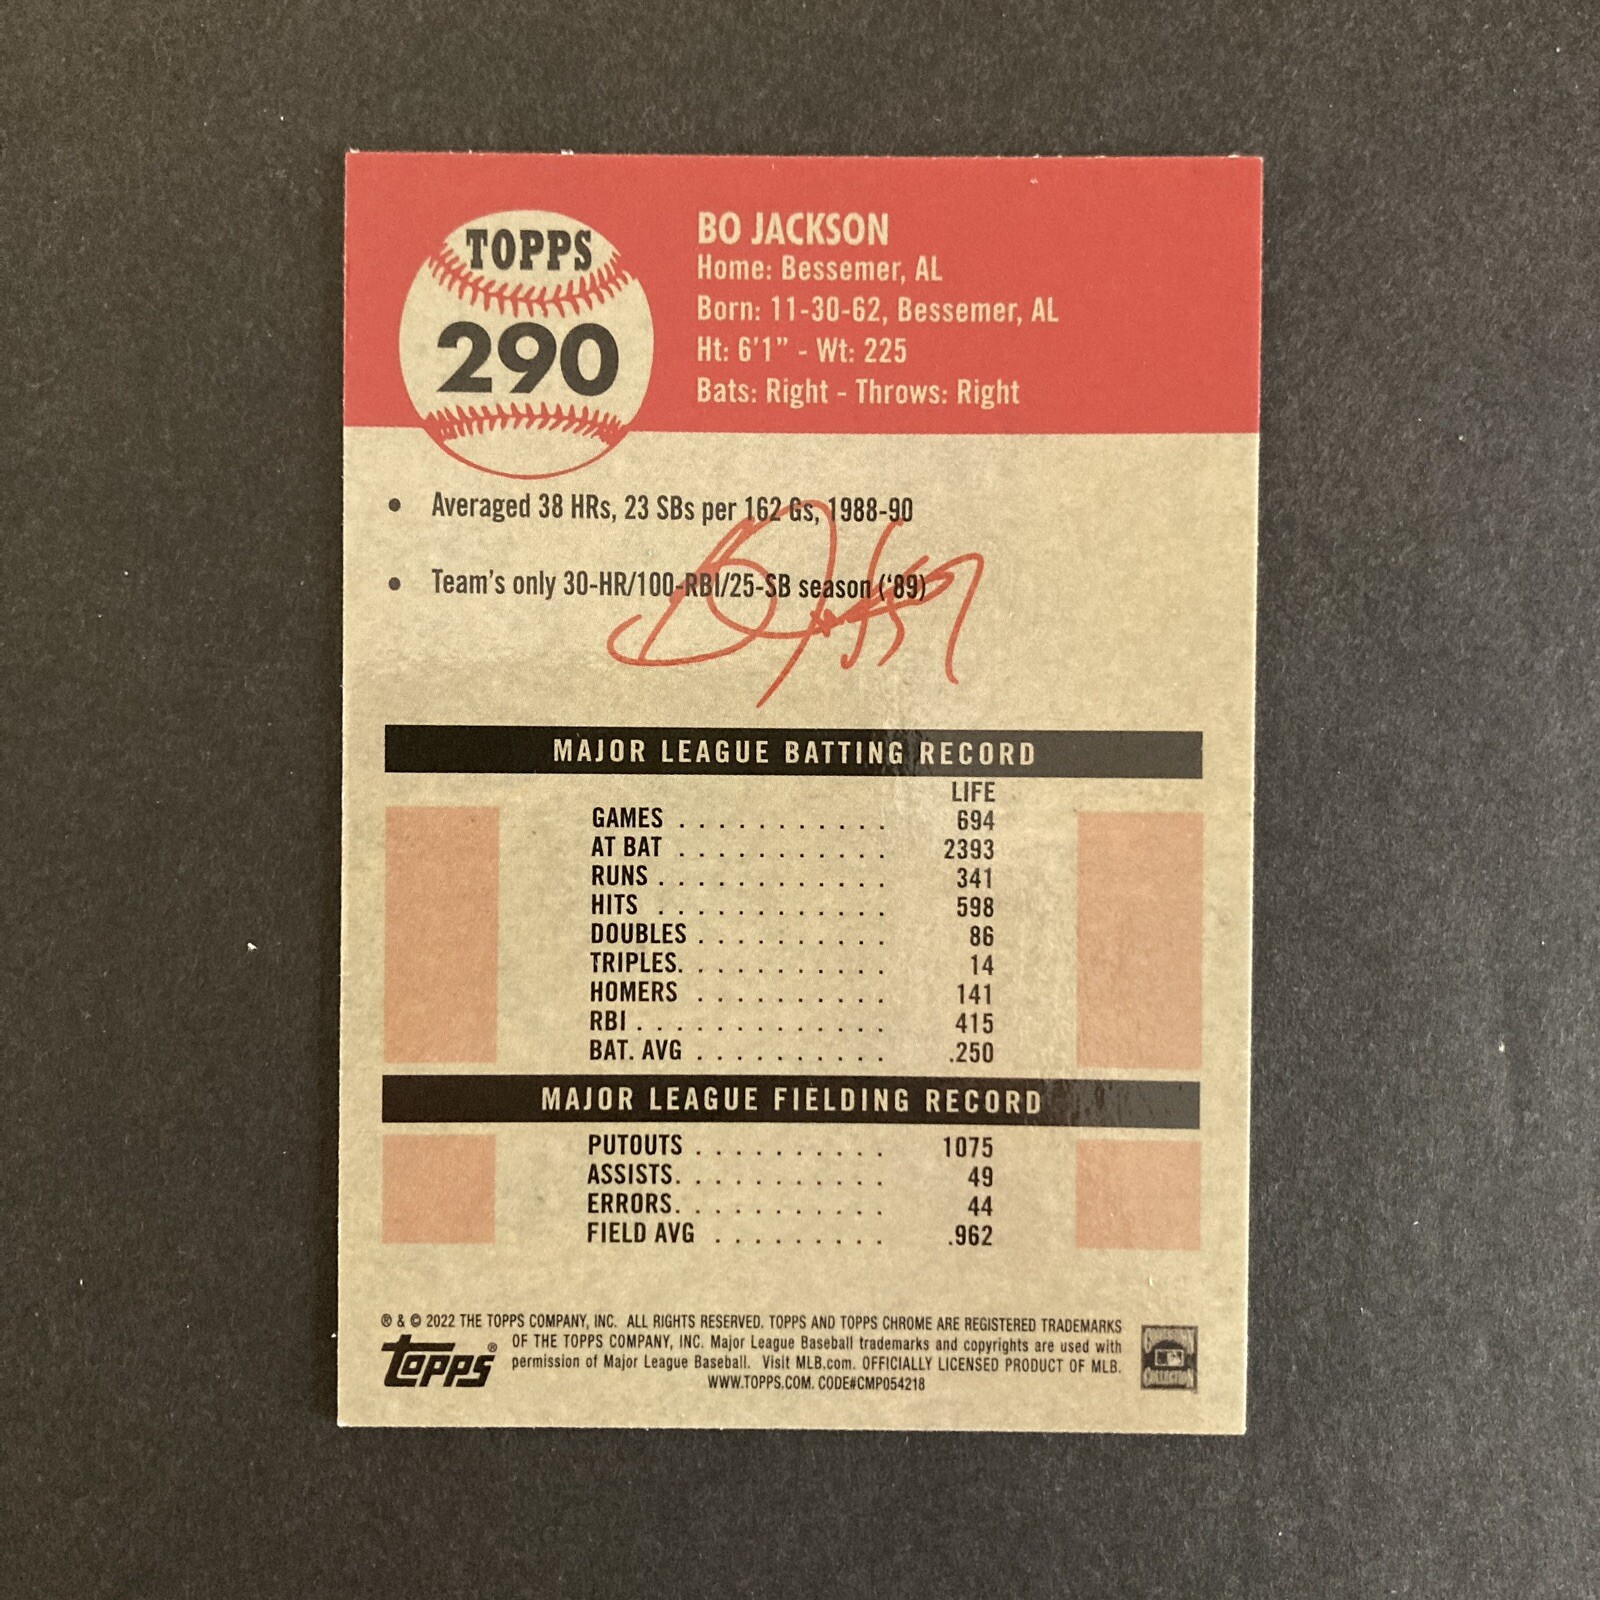 TOPPS
290
BO JACKSON
Home: Bessemer, AL
Born: 11-30-62, Bessemer, AL
Ht: 6'1" - Wt: 225
Bats: Right - Throws: Right
• Averaged 38 HRs, 23 SBs per 162 Gs, 1988-90
• Team's only 30-HR/100-RBI/25-SB season ('89)
Bo Jackson
MAJOR LEAGUE BATTING RECORD
LIFE
GAMES . . . . . . . . . . . 694
AT BAT . . . . . . . . . . . 2393
RUNS . . . . . . . . . . . . 341
HITS . . . . . . . . . . . . 598
DOUBLES . . . . . . . . . . 86
TRIPLES. . . . . . . . . . . 14
HOMERS . . . . . . . . . . 141
RBI . . . . . . . . . . . . . 415
BAT. AVG . . . . . . . . . . .250
MAJOR LEAGUE FIELDING RECORD
PUTOUTS . . . . . . . . . . 1075
ASSISTS. . . . . . . . . . . 49
ERRORS. . . . . . . . . . . 44
FIELD AVG . . . . . . . . . .962
® & © 2022 THE TOPPS COMPANY, INC. ALL RIGHTS RESERVED. TOPPS AND TOPPS CHROME ARE REGISTERED TRADEMARKS
OF THE TOPPS COMPANY, INC. Major League Baseball trademarks and copyrights are used with
permission of Major League Baseball. Visit MLB.com. OFFICIALLY LICENSED PRODUCT OF MLB.
WWW.TOPPS.COM. CODE#CMP054218
Topps®
COLLECTION